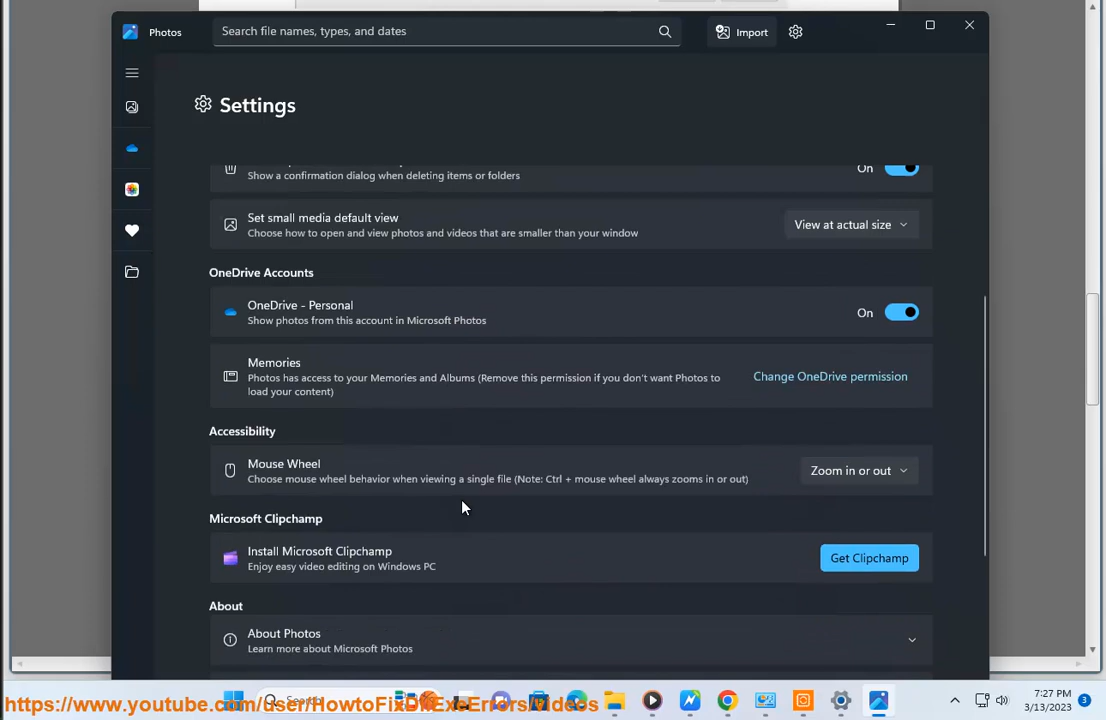 Photos
Search file names, types, and dates
Import
Settings
Show a confirmation dialog when deleting items or folders
On
Set small media default view
Choose how to open and view photos and videos that are smaller than your window
View at actual size
OneDrive Accounts
OneDrive - Personal
Show photos from this account in Microsoft Photos
On
Memories
Photos has access to your Memories and Albums (Remove this permission if you don't want Photos to
load your content)
Change OneDrive permission
Accessibility
Mouse Wheel
Choose mouse wheel behavior when viewing a single file (Note: Ctrl + mouse wheel always zooms in or out)
Zoom in or out
Microsoft Clipchamp
Install Microsoft Clipchamp
Enjoy easy video editing on Windows PC
Get Clipchamp
About
About Photos
Learn more about Microsoft Photos
https://www.youtube.com/user/HowtoFixDllExeErrors/videos
Search
7:27 PM
3/13/2023
3